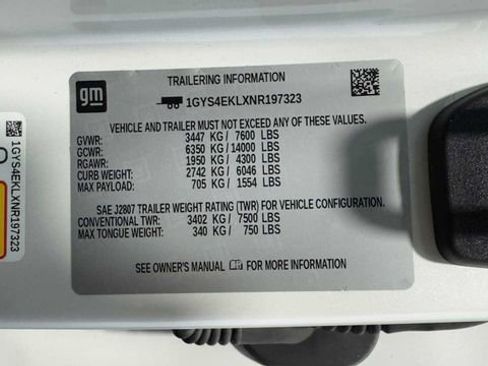 gm
TRAILERING INFORMATION
1GYS4EKLXNR197323
VEHICLE AND TRAILER MUST NOT EXCEED ANY OF THESE VALUES.
GVWR: 3447 KG / 7600 LBS
GCWR: 6350 KG / 14000 LBS
RGAWR: 1950 KG / 4300 LBS
CURB WEIGHT: 2742 KG / 6046 LBS
MAX PAYLOAD: 705 KG / 1554 LBS
SAE J2807 TRAILER WEIGHT RATING (TWR) FOR VEHICLE CONFIGURATION.
CONVENTIONAL TWR: 3402 KG / 7500 LBS
MAX TONGUE WEIGHT: 340 KG / 750 LBS
SEE OWNER'S MANUAL FOR MORE INFORMATION
1GYS4EKLXNR197323